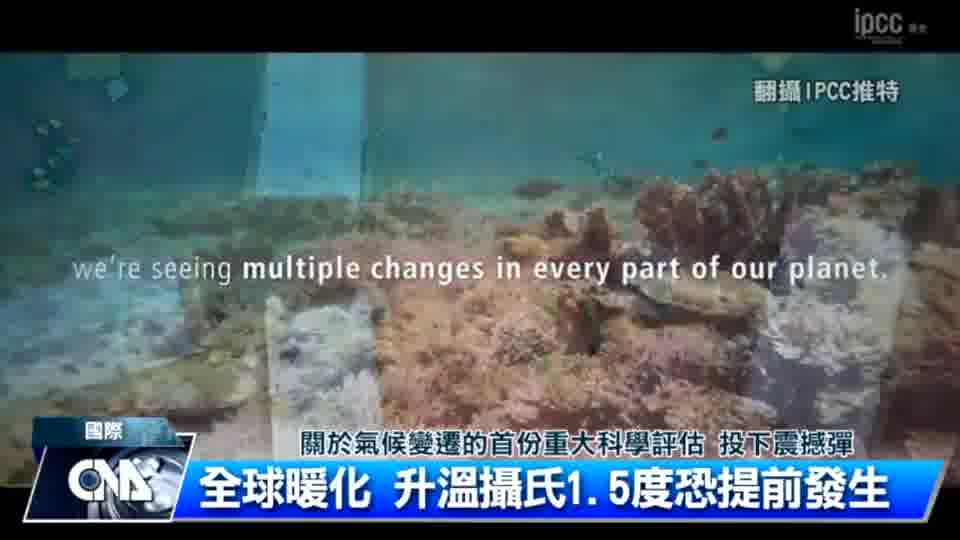 ipcc
翻攝IPCC推特
we're seeing multiple changes in every part of our planet.
國際
關於氣候變遷的首份重大科學評估 投下震撼彈
CNA
全球暖化 升溫攝氏1.5度恐提前發生